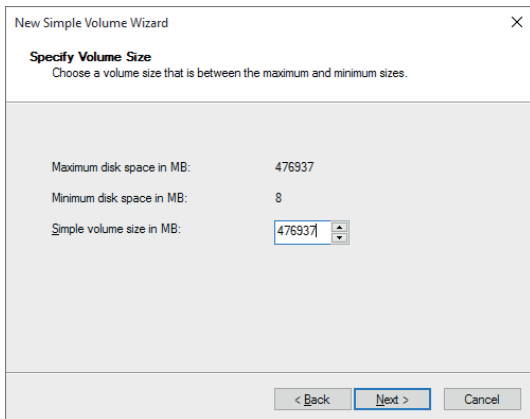 New Simple Volume Wizard
Specify Volume Size
Choose a volume size that is between the maximum and minimum sizes.
Maximum disk space in MB: 476937
Minimum disk space in MB: 8
Simple volume size in MB: 476937
< Back Next > Cancel